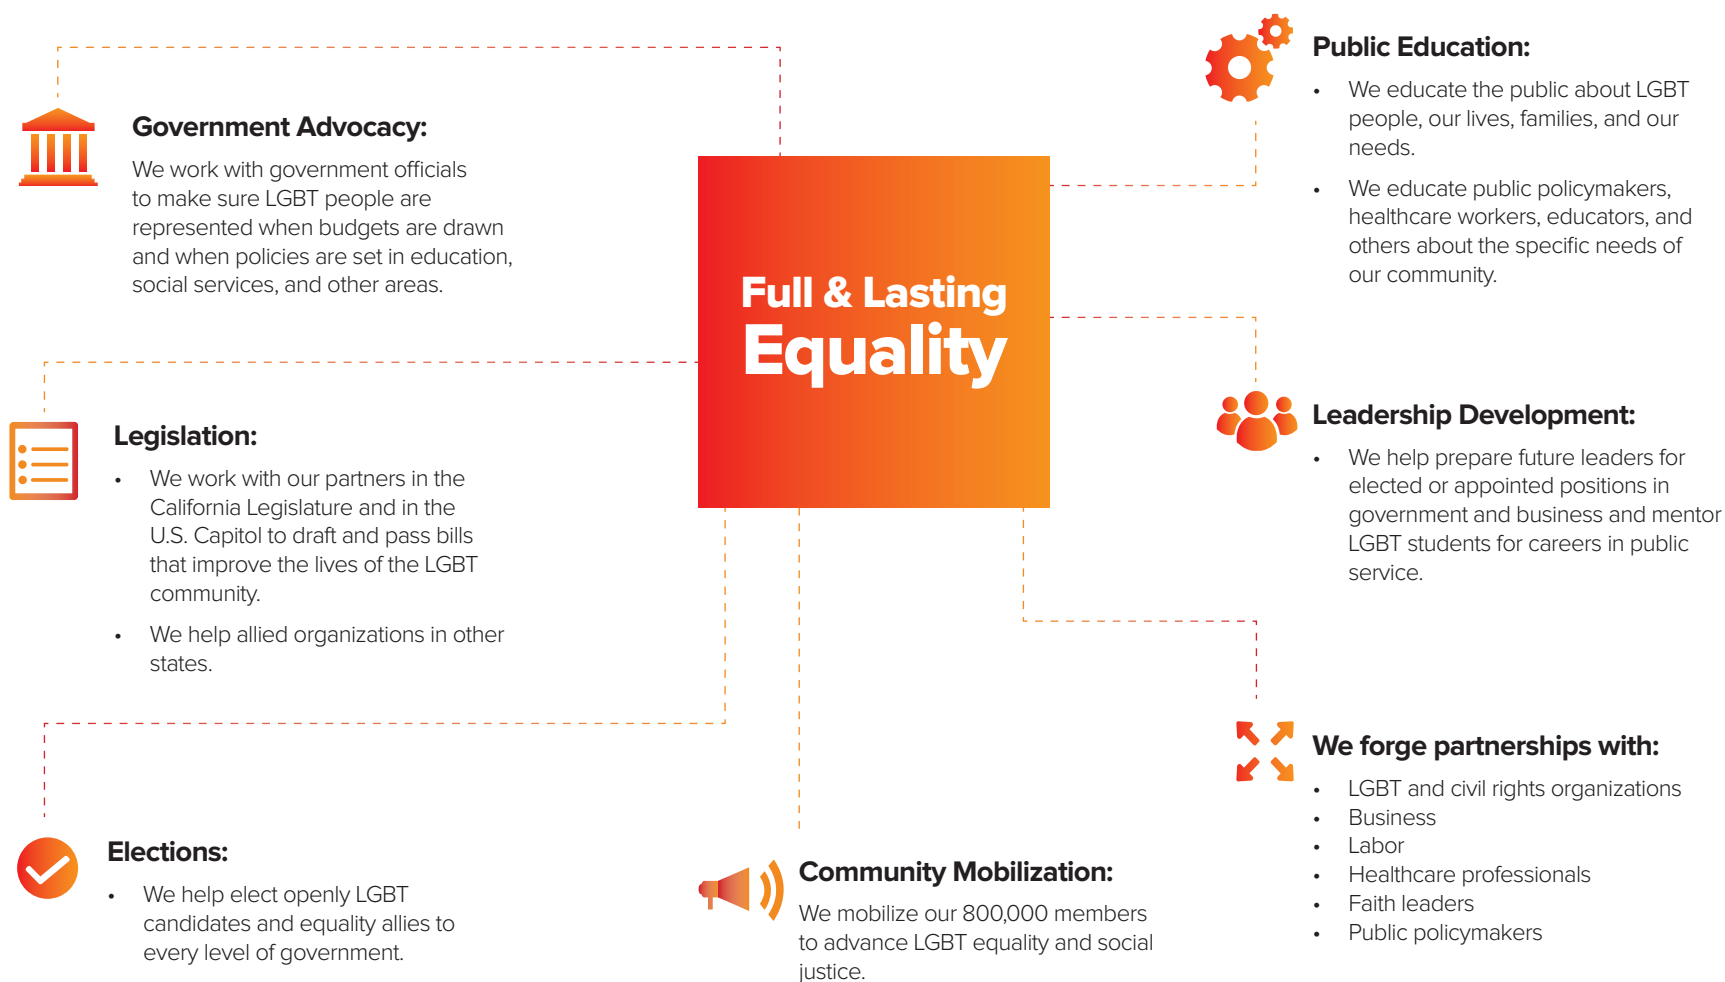 Government Advocacy:
We work with government officials
to make sure LGBT people are
represented when budgets are drawn
and when policies are set in education,
social services, and other areas.
Legislation:
• We work with our partners in the
California Legislature and in the
U.S. Capitol to draft and pass bills
that improve the lives of the LGBT
community.
• We help allied organizations in other
states.
Elections:
• We help elect openly LGBT
candidates and equality allies to
every level of government.
Full & Lasting
Equality
Community Mobilization:
We mobilize our 800,000 members
to advance LGBT equality and social
justice.
Public Education:
• We educate the public about LGBT
people, our lives, families, and our
needs.
• We educate public policymakers,
healthcare workers, educators, and
others about the specific needs of
our community.
Leadership Development:
• We help prepare future leaders for
elected or appointed positions in
government and business and mentor
LGBT students for careers in public
service.
We forge partnerships with:
• LGBT and civil rights organizations
• Business
• Labor
• Healthcare professionals
• Faith leaders
• Public policymakers